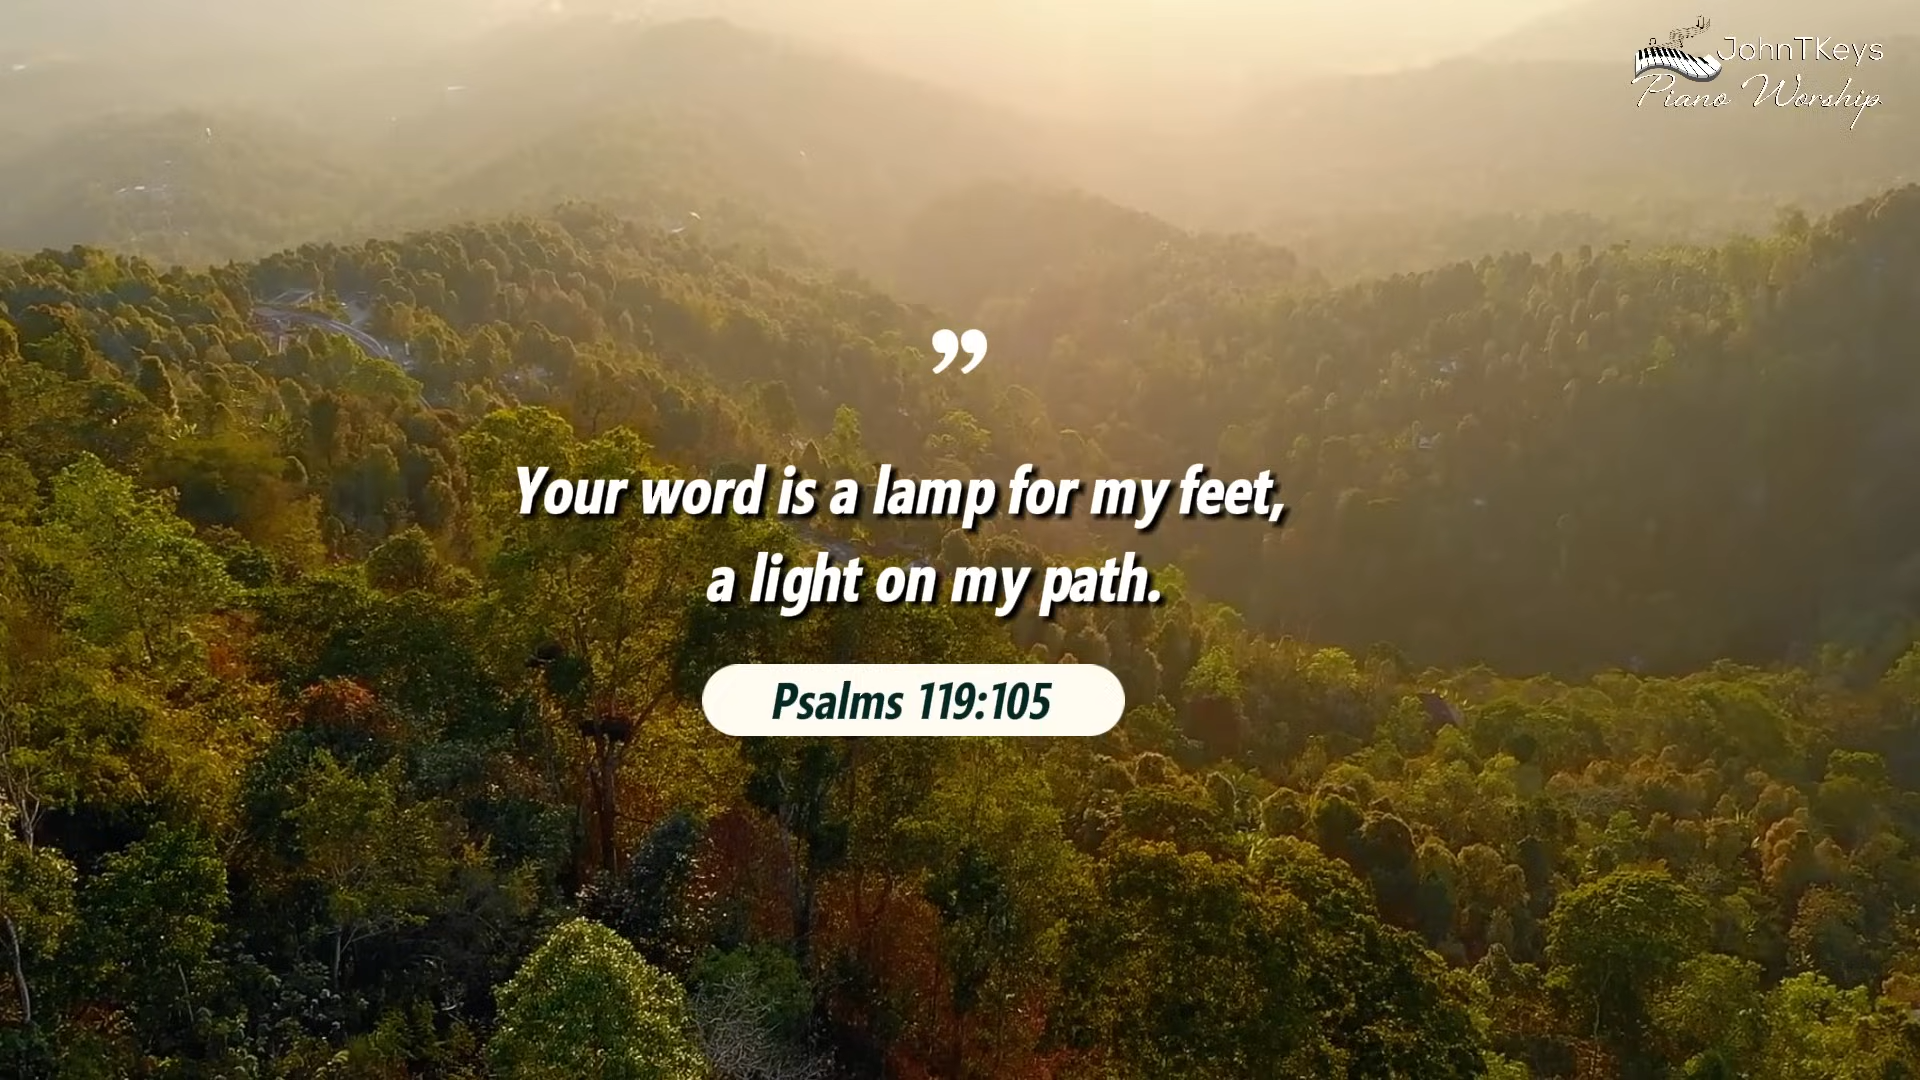 JohnTKeys
Piano Worship
”
Your word is a lamp for my feet,
a light on my path.
Psalms 119:105